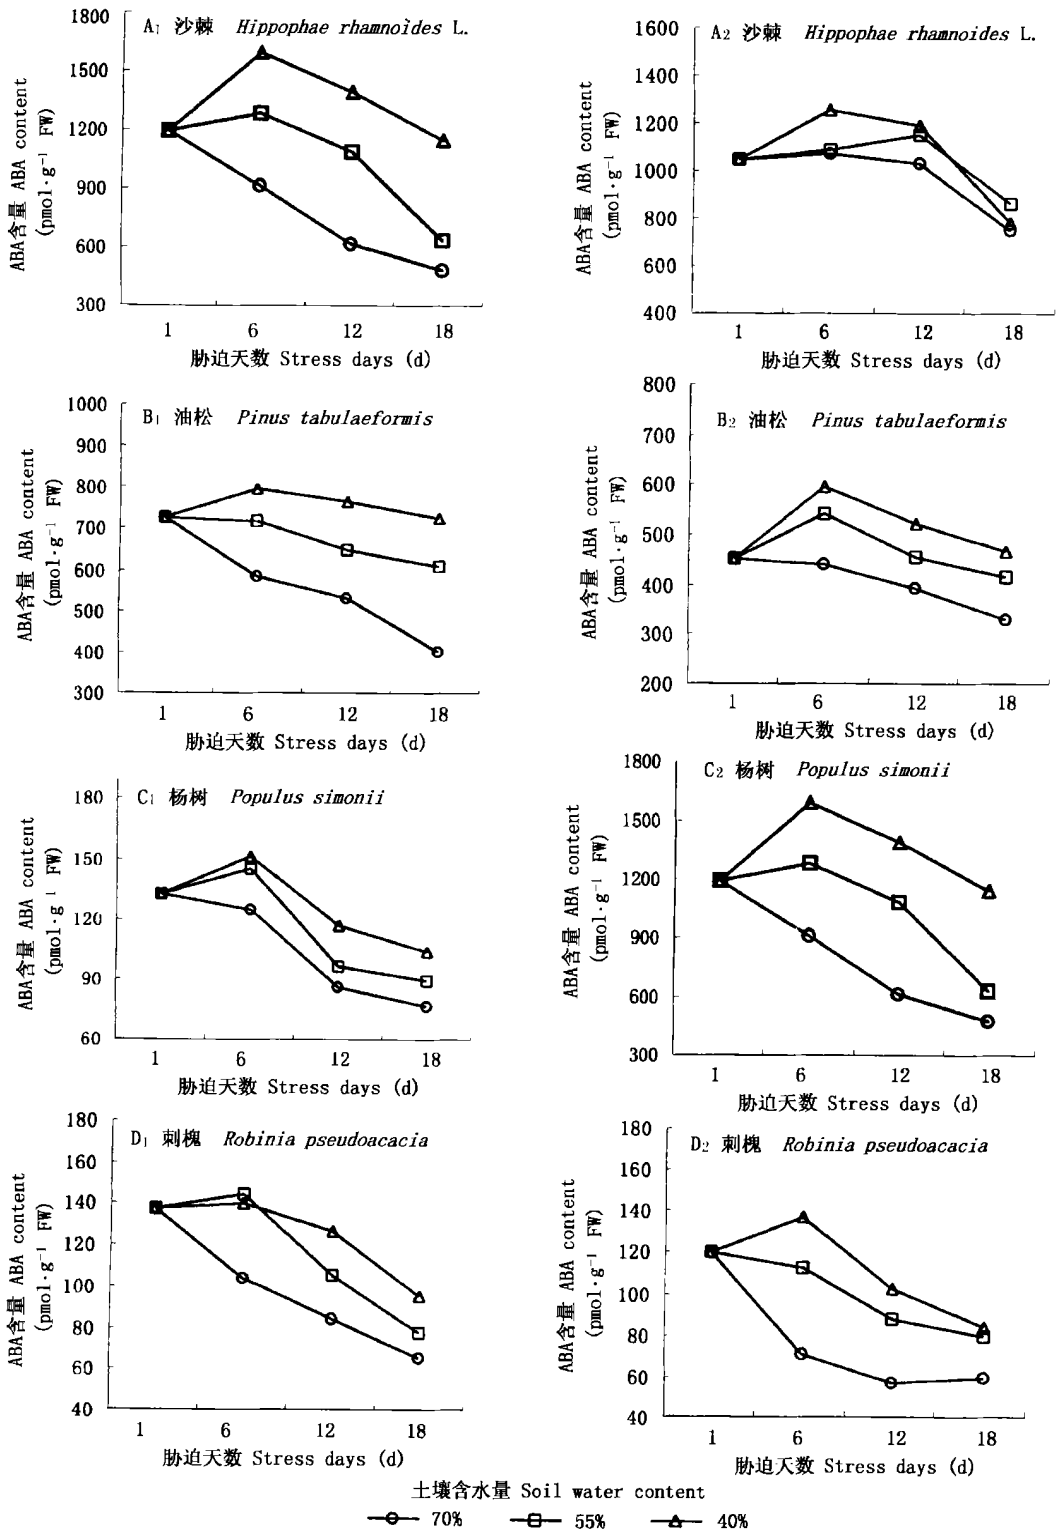 A1 沙棘 Hippophae rhamnoides L.
ABA含量 ABA content
(pmol·g⁻¹ FW)
1800
1500
1200
900
600
300
1 6 12 18
胁迫天数 Stress days (d)
A2 沙棘 Hippophae rhamnoides L.
ABA含量 ABA content
(pmol·g⁻¹ FW)
1600
1400
1200
1000
800
600
400
1 6 12 18
胁迫天数 Stress days (d)
B1 油松 Pinus tabulaeformis
ABA含量 ABA content
(pmol·g⁻¹ FW)
1000
900
800
700
600
500
400
300
1 6 12 18
胁迫天数 Stress days (d)
B2 油松 Pinus tabulaeformis
ABA含量 ABA content
(pmol·g⁻¹ FW)
800
700
600
500
400
300
200
1 6 12 18
胁迫天数 Stress days (d)
C1 杨树 Populus simonii
ABA含量 ABA content
(pmol·g⁻¹ FW)
180
150
120
90
60
1 6 12 18
胁迫天数 Stress days (d)
C2 杨树 Populus simonii
ABA含量 ABA content
(pmol·g⁻¹ FW)
1800
1500
1200
900
600
300
1 6 12 18
胁迫天数 Stress days (d)
D1 刺槐 Robinia pseudoacacia
ABA含量 ABA content
(pmol·g⁻¹ FW)
180
160
140
120
100
80
60
40
1 6 12 18
胁迫天数 Stress days (d)
D2 刺槐 Robinia pseudoacacia
ABA含量 ABA content
(pmol·g⁻¹ FW)
180
160
140
120
100
80
60
40
1 6 12 18
胁迫天数 Stress days (d)
土壤含水量 Soil water content
70% 55% 40%